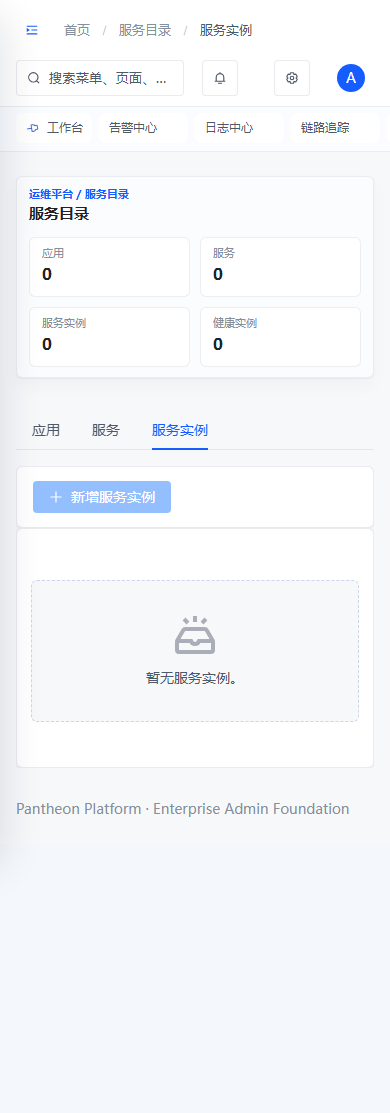 首页 / 服务目录 / 服务实例
搜索菜单、页面、...
A
工作台 告警中心 日志中心 链路追踪
运维平台 / 服务目录
服务目录
应用 服务
0 0
服务实例 健康实例
0 0
应用 服务 服务实例
新增服务实例
暂无服务实例。
Pantheon Platform · Enterprise Admin Foundation